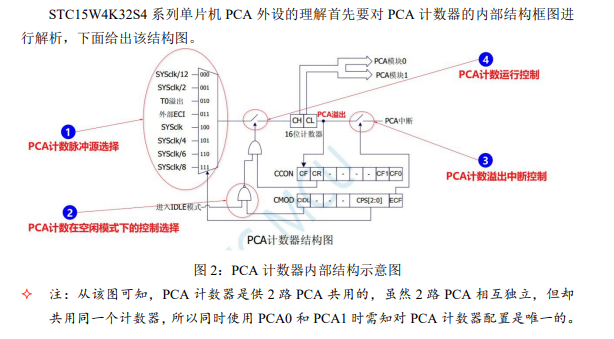 STC15W4K32S4 系列单片机 PCA 外设的理解首先要对 PCA 计数器的内部结构框图进
行解析，下面给出该结构图。
4
PCA计数运行控制
PCA模块0
PCA模块1
SYSclk/12 000
SYSclk/2 001
T0溢出 010
外部ECI 011
SYSclk 100
SYSclk/4 101
SYSclk/6 110
SYSclk/8 111
1
PCA计数脉冲源选择
CH CL
PCA溢出
PCA中断
16位计数器
3
PCA计数溢出中断控制
CCON CF CR - - - - CF1 CF0
CMOD CIDL - - - CPS[2:0] ECF
进入IDLE模式
2
PCA计数在空闲模式下的控制选择
PCA计数器结构图
MCU
图 2：PCA 计数器内部结构示意图
注：从该图可知，PCA 计数器是供 2 路 PCA 共用的，虽然 2 路 PCA 相互独立，但却
共用同一个计数器，所以同时使用 PCA0 和 PCA1 时需知对 PCA 计数器配置是唯一的。